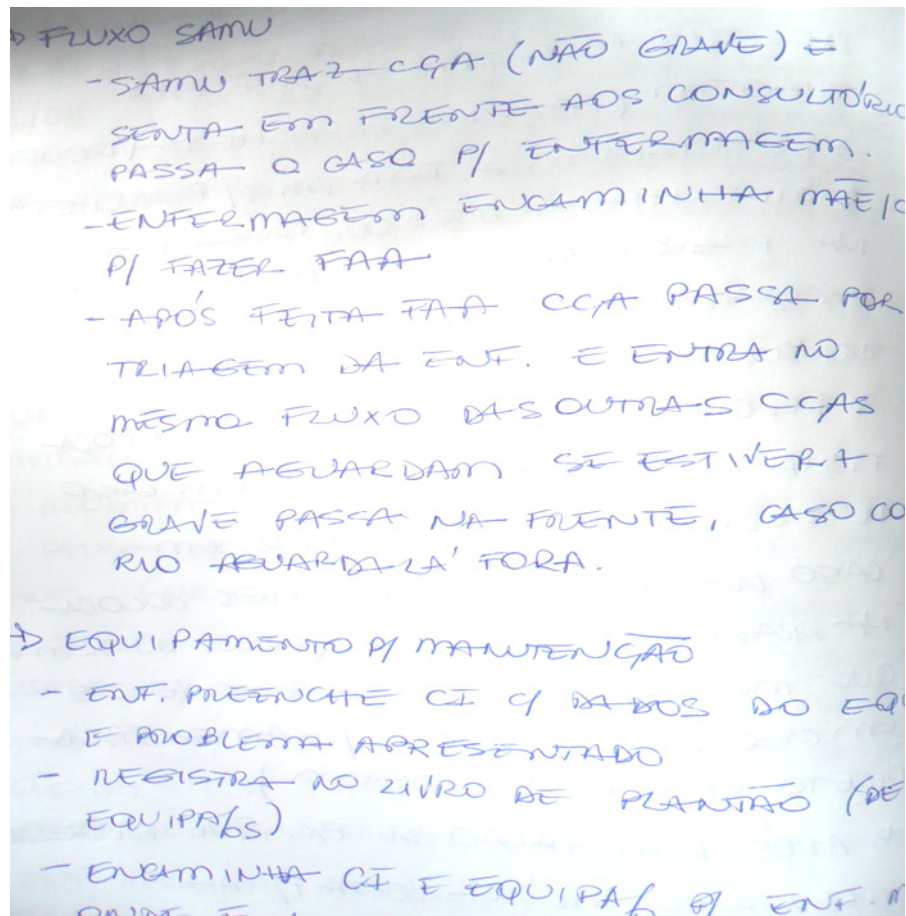 → FLUXO SAMU
- SAMU TRAZ CÇA (NÃO GRAVE) E
SENTA EM FRENTE AOS CONSULTÓRIO
PASSA O CASO P/ ENFERMAGEM.
- ENFERMAGEM ENCAMINHA MÃE/C
P/ FAZER FAA
- APÓS FEITA FAA CÇA PASSA POR
TRIAGEM DA ENF. E ENTRA NO
MESMO FLUXO DAS OUTRAS CÇAS
QUE AGUARDAM SE ESTIVER +
GRAVE PASSA NA FRENTE, CASO CO
RIO AGUARDA LÁ FORA.
→ EQUIPAMENTO P/ MANUTENÇÃO
- ENF. PREENCHE CI C/ DADOS DO EQU
E PROBLEMA APRESENTADO
- REGISTRA NO LIVRO DE PLANTÃO (DE
EQUIPA/OS)
- ENCAMINHA CI E EQUIPA/ P/ ENF. M